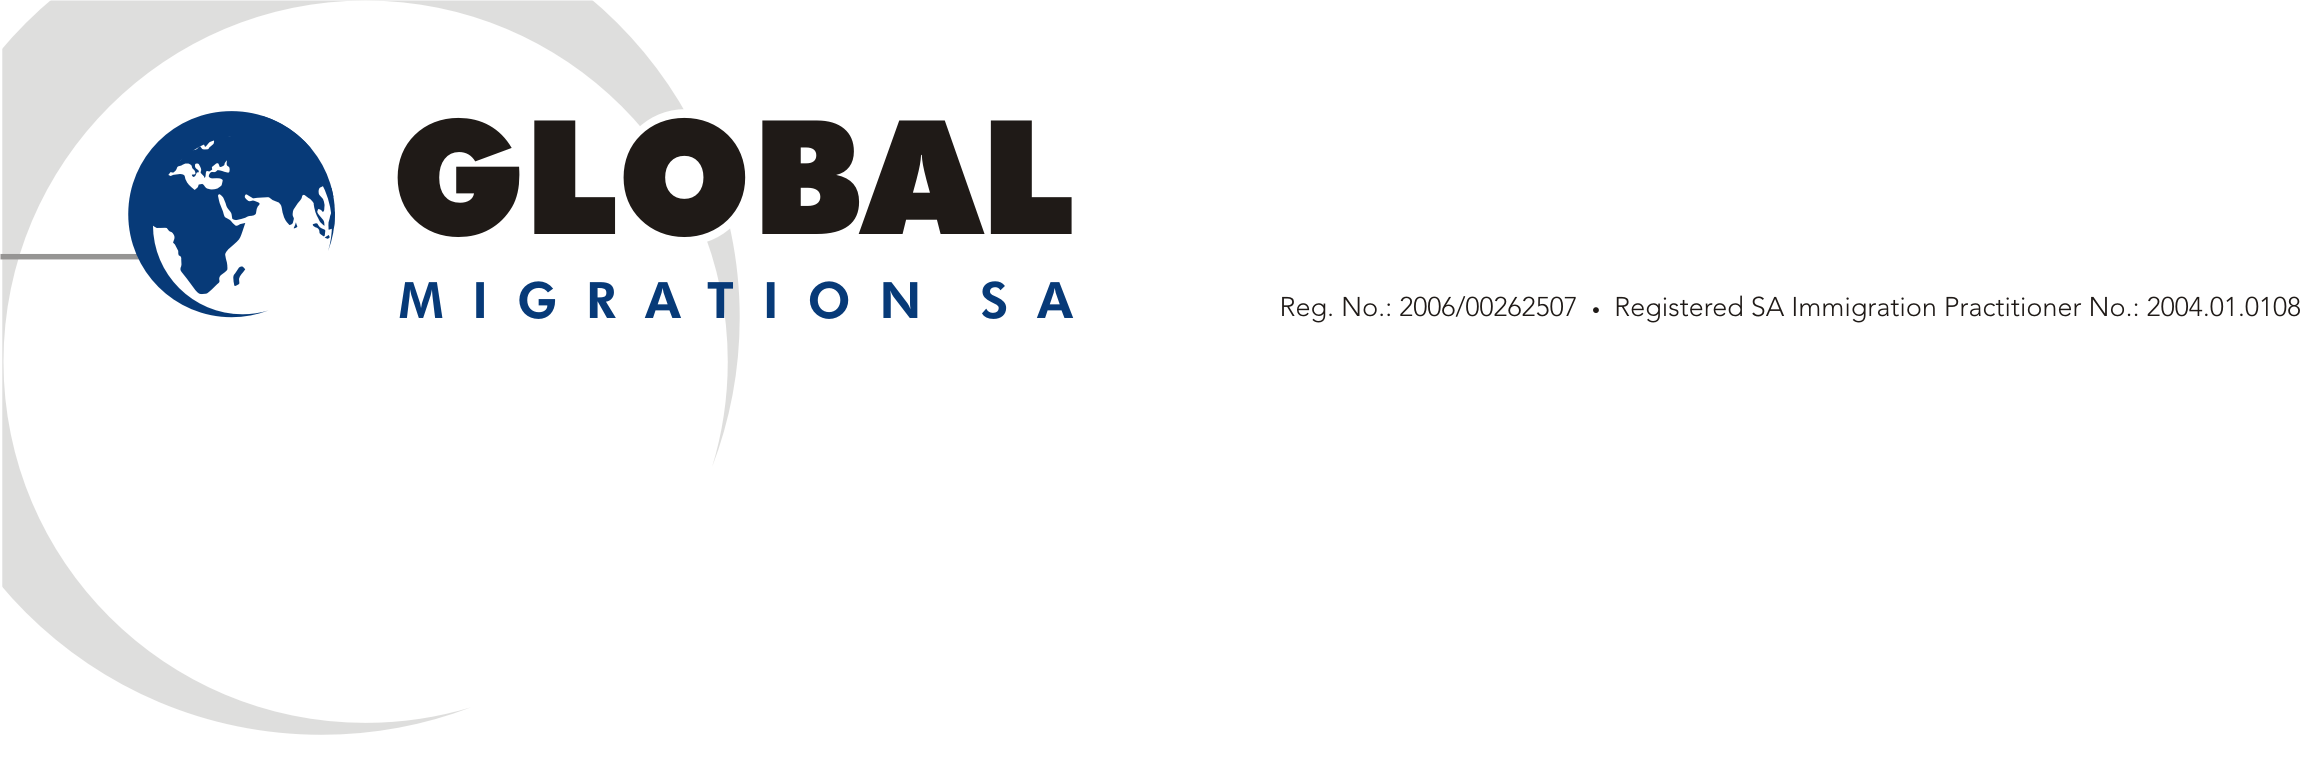 GLOBAL
MIGRATION SA
Reg. No.: 2006/00262507 • Registered SA Immigration Practitioner No.: 2004.01.0108